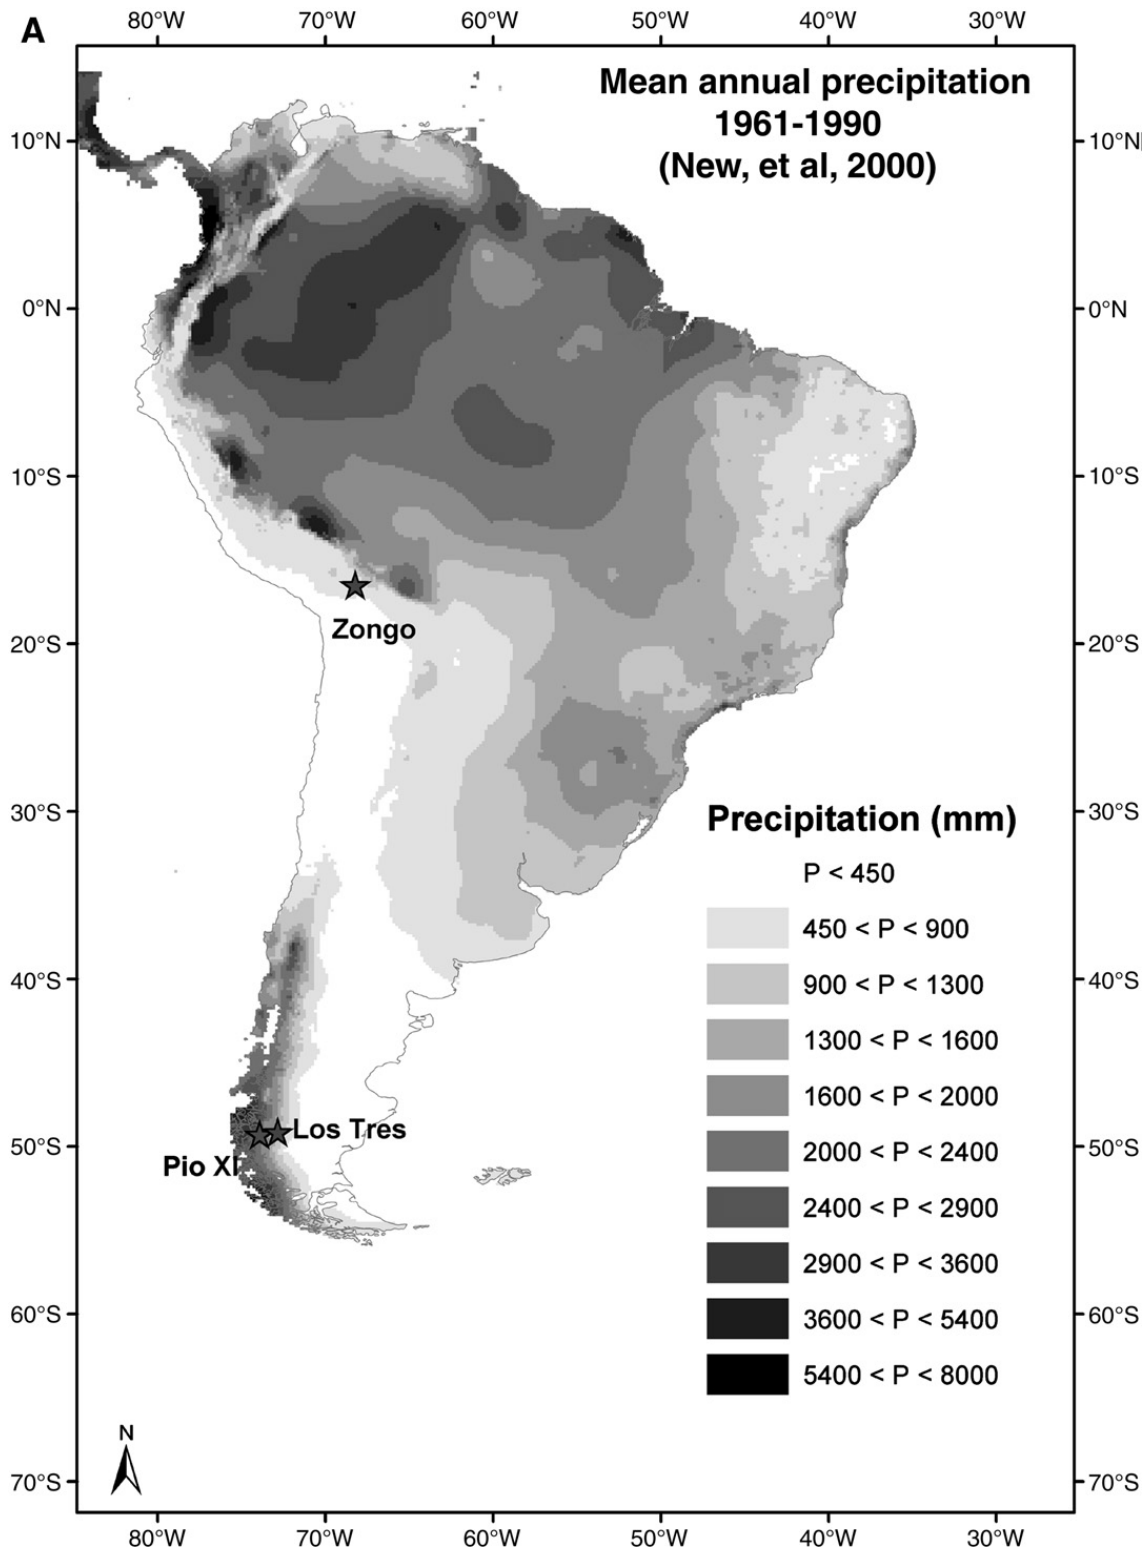 A
80°W 70°W 60°W 50°W 40°W 30°W
Mean annual precipitation
1961-1990
(New, et al, 2000)
10°N 10°N
0°N 0°N
10°S 10°S
Zongo
20°S 20°S
30°S 30°S
Precipitation (mm)
P < 450
450 < P < 900
900 < P < 1300
1300 < P < 1600
1600 < P < 2000
2000 < P < 2400
2400 < P < 2900
2900 < P < 3600
3600 < P < 5400
5400 < P < 8000
40°S 40°S
Los Tres
50°S 50°S
Pio XI
60°S 60°S
N
70°S 70°S
80°W 70°W 60°W 50°W 40°W 30°W